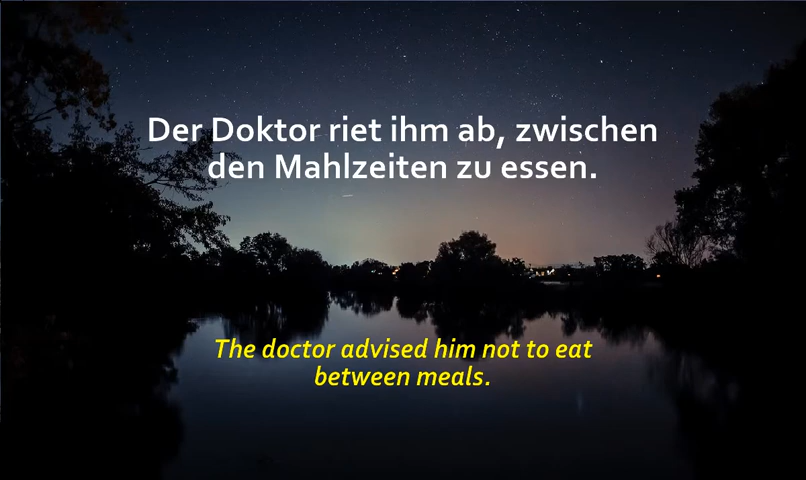 Der Doktor riet ihm ab, zwischen
den Mahlzeiten zu essen.
The doctor advised him not to eat
between meals.